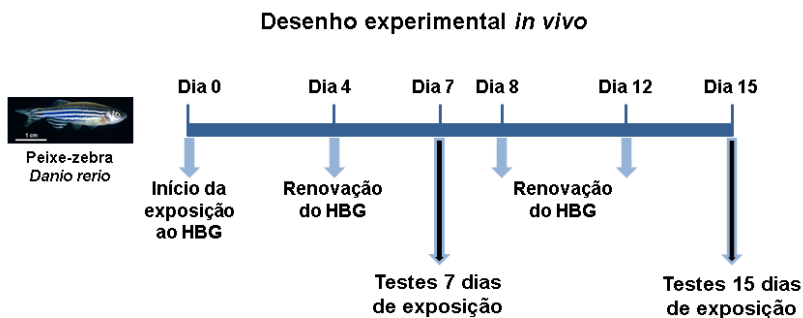 Desenho experimental in vivo
Dia 0
Dia 4
Dia 7
Dia 8
Dia 12
Dia 15
1 cm
Peixe-zebra
Danio rerio
Início da
exposição
ao HBG
Renovação
do HBG
Renovação
do HBG
Testes 7 dias
de exposição
Testes 15 dias
de exposição